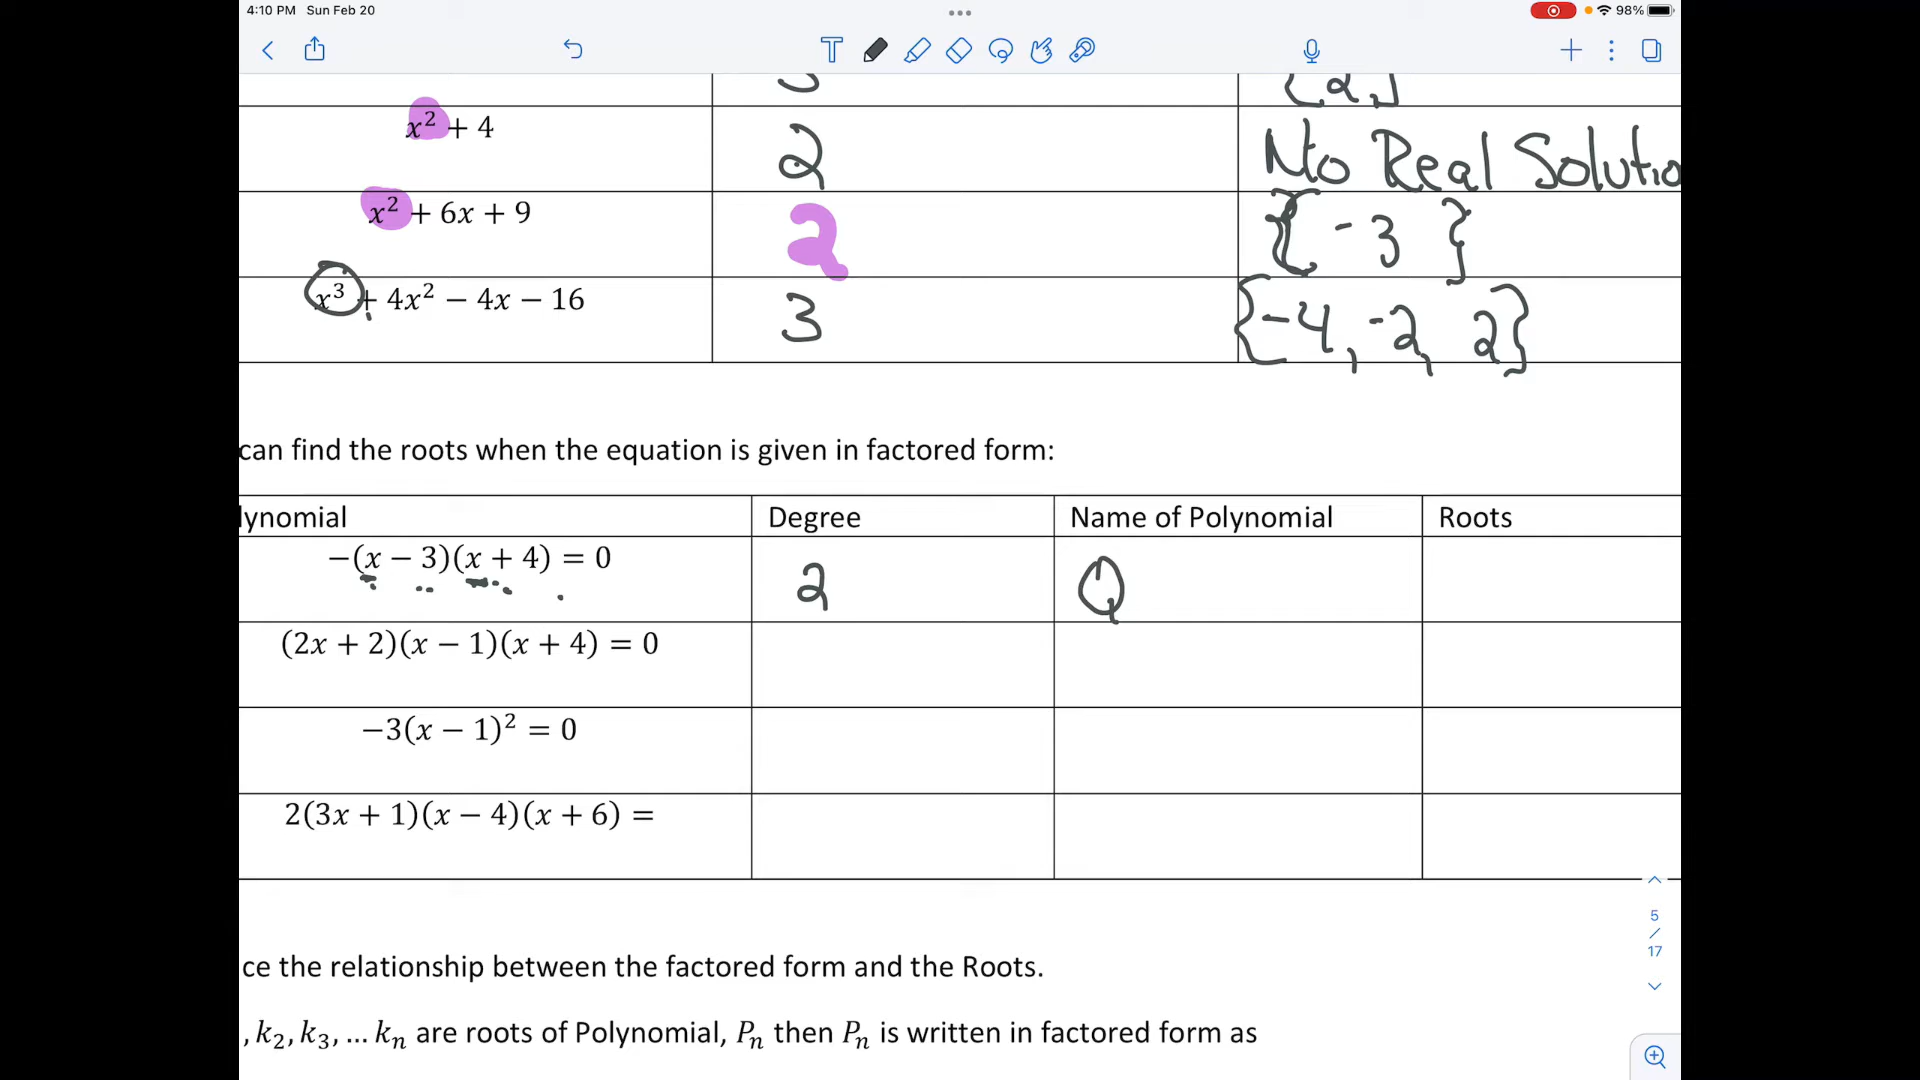 4:10 PM Sun Feb 20
98%
3 {2,}
x² + 4 2 No Real Solutio
x² + 6x + 9 2 {-3}
x³ + 4x² − 4x − 16 3 {-4, -2, 2}
can find the roots when the equation is given in factored form:
lynomial Degree Name of Polynomial Roots
−(x − 3)(x + 4) = 0 2 Q
(2x + 2)(x − 1)(x + 4) = 0
−3(x − 1)² = 0
2(3x + 1)(x − 4)(x + 6) =
5
/
17
ce the relationship between the factored form and the Roots.
, k₂, k₃, ... kₙ are roots of Polynomial, Pₙ then Pₙ is written in factored form as